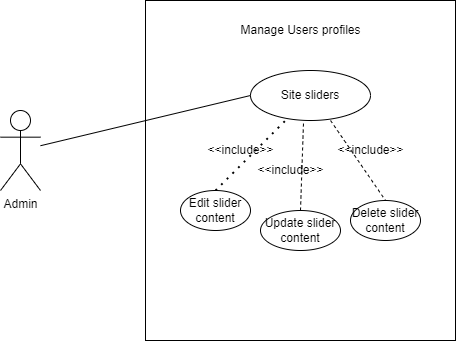 Manage Users profiles
Site sliders
<<include>>
<<include>>
<<include>>
Admin
Edit slider
content
Update slider
content
Delete slider
content